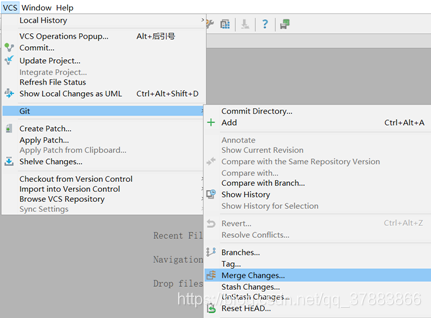 VCS Window Help
Local History
VCS Operations Popup... Alt+后引号
Commit...
Update Project...
Integrate Project...
Refresh File Status
Show Local Changes as UML Ctrl+Alt+Shift+D
Git
Create Patch...
Apply Patch...
Apply Patch from Clipboard...
Shelve Changes...
Checkout from Version Control
Import into Version Control
Browse VCS Repository
Sync Settings
Commit Directory...
Add Ctrl+Alt+A
Annotate
Show Current Revision
Compare with the Same Repository Version
Compare with...
Compare with Branch...
Show History
Show History for Selection
Revert... Ctrl+Alt+Z
Resolve Conflicts...
Branches...
Tag...
Merge Changes...
Stash Changes...
UnStash Changes...
Reset HEAD...
Recent Fil
Navigation
Drop files